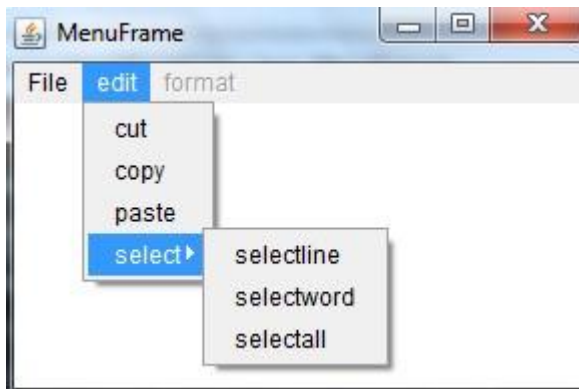 MenuFrame
File edit format
cut
copy
paste
select
selectline
selectword
selectall